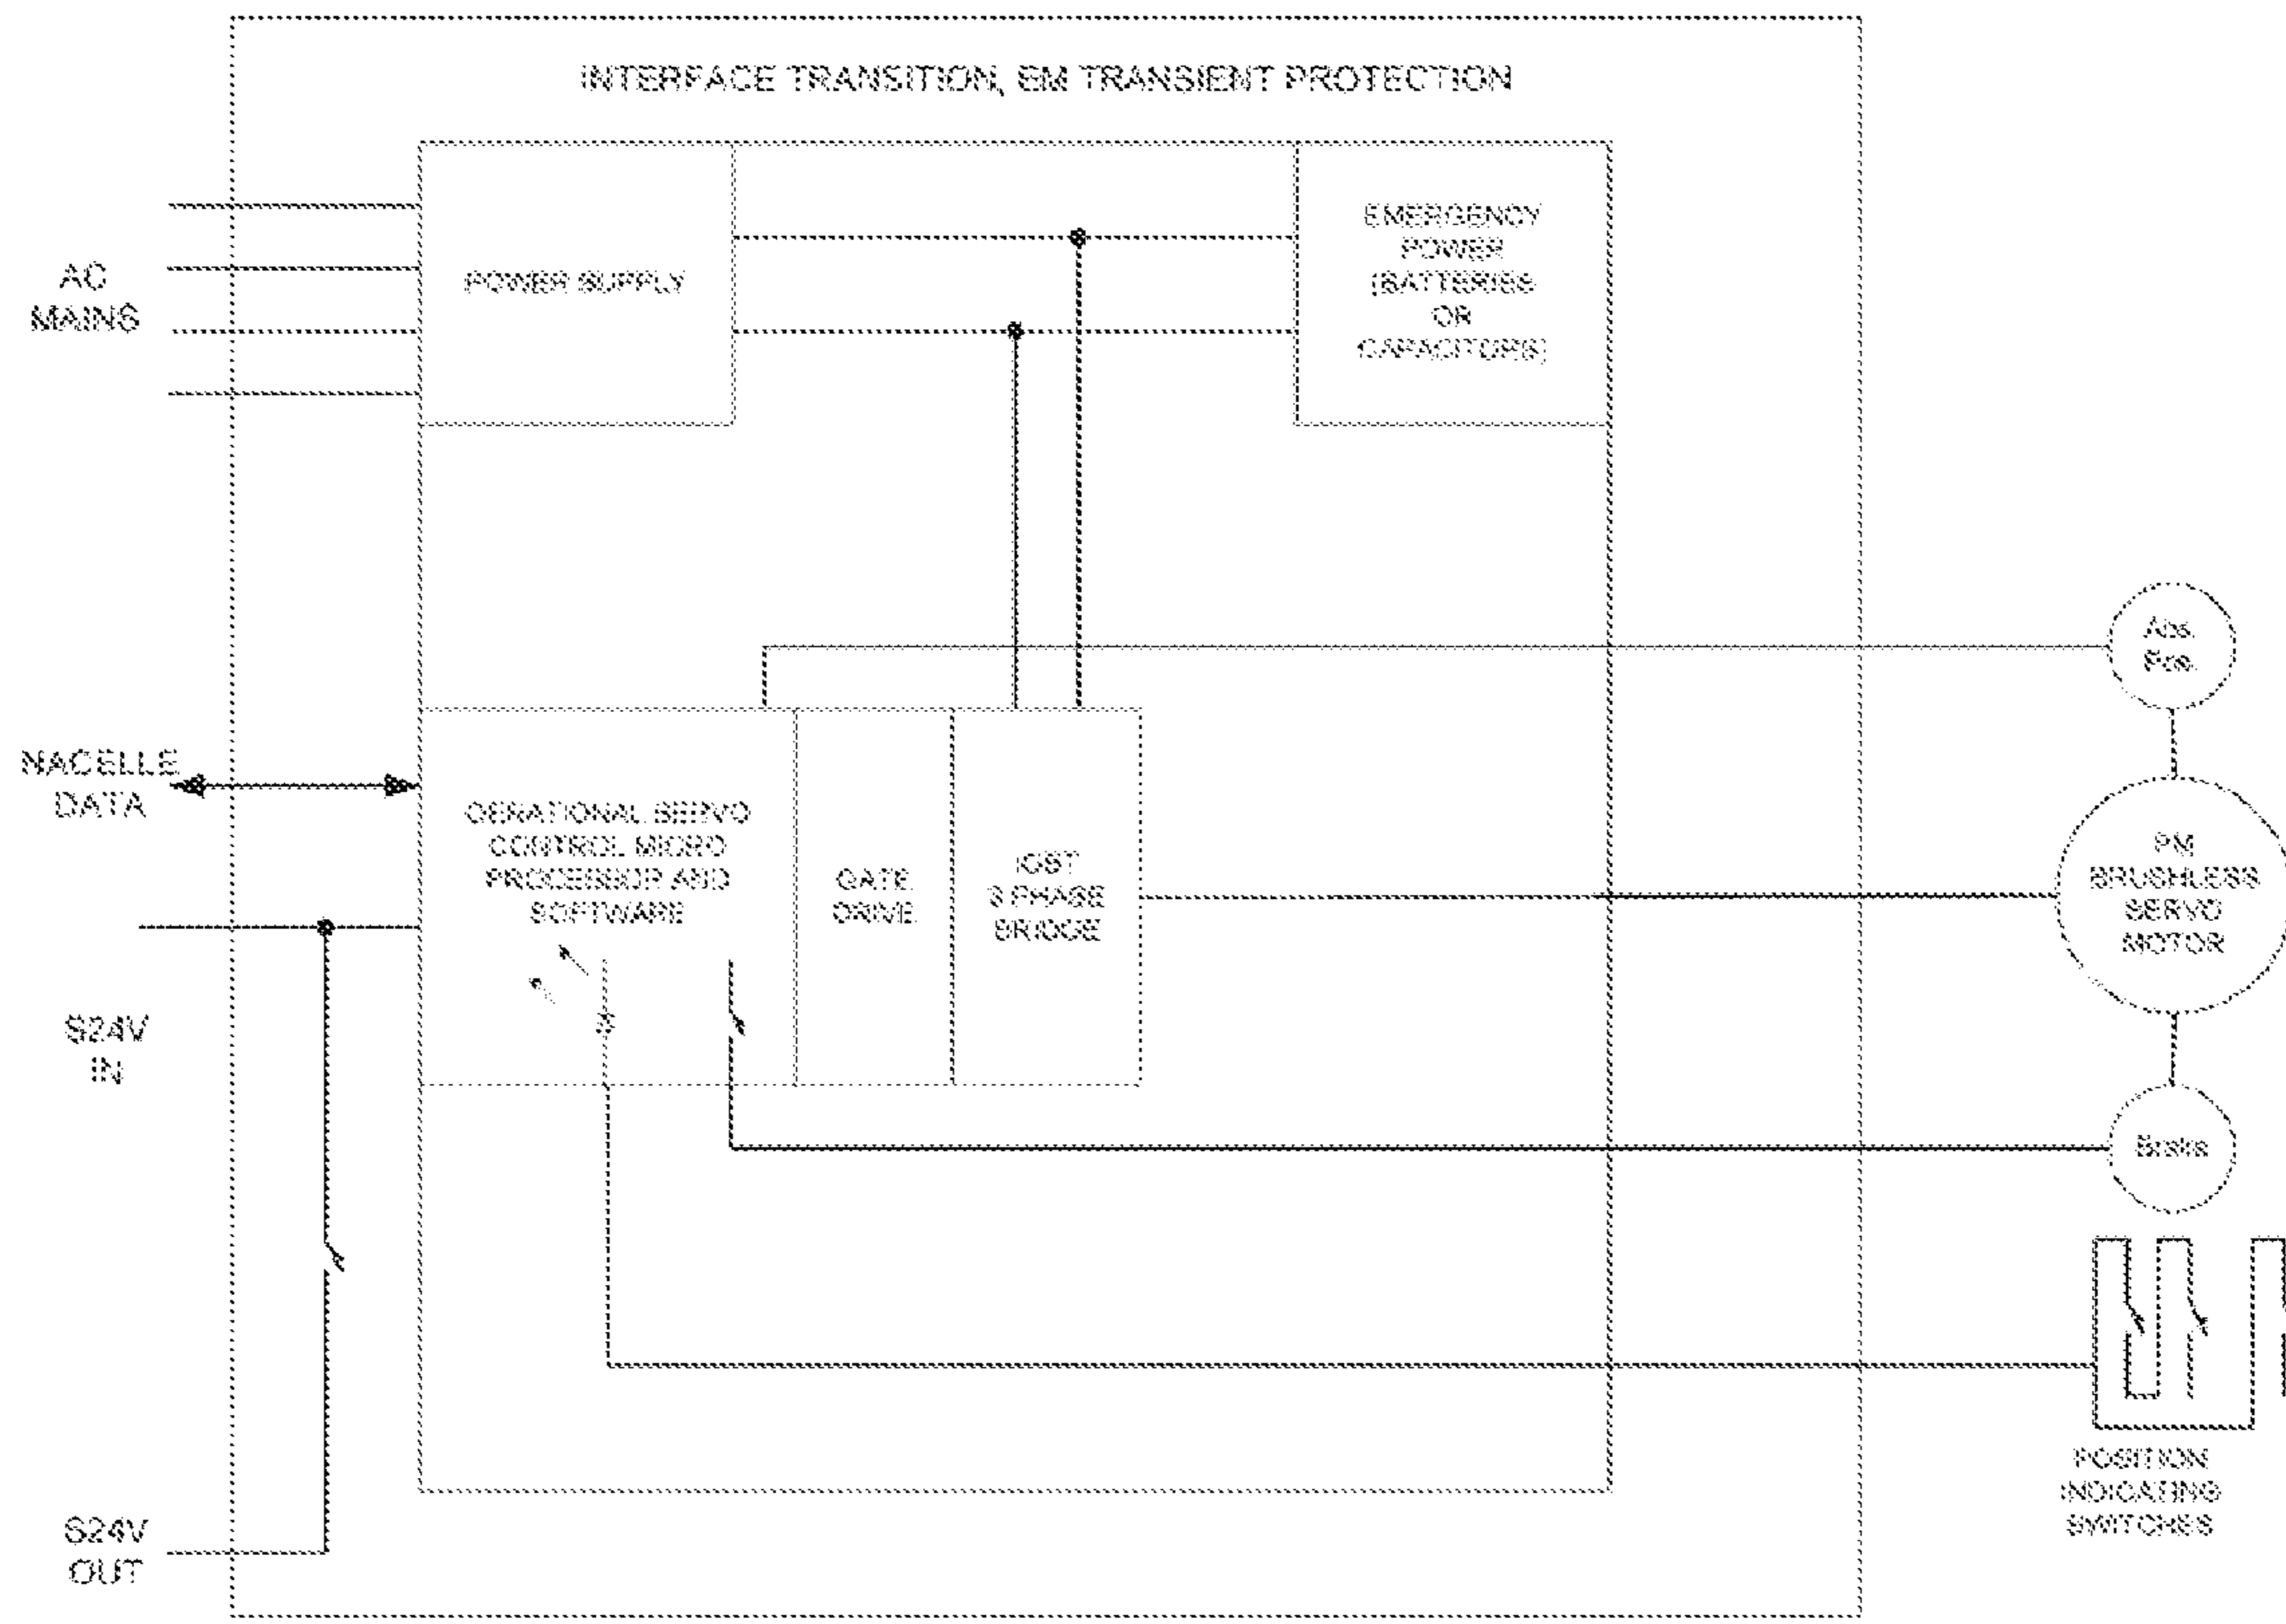 INTERFACE TRANSITION, EM TRANSIENT PROTECTION
AC
MAINS
POWER SUPPLY
EMERGENCY
POWER
(BATTERIES
OR
CAPACITORS)
Abs.
Pos.
NACELLE
DATA
OERATIONAL SERVO
CONTROL MICRO
PROCESSOR AND
SOFTWARE
GATE
DRIVE
IGBT
3 PHASE
BRIDGE
PM
BRUSHLESS
SERVO
MOTOR
S24V
IN
Brake
POSITION
INDICATING
SWITCHES
S24V
OUT